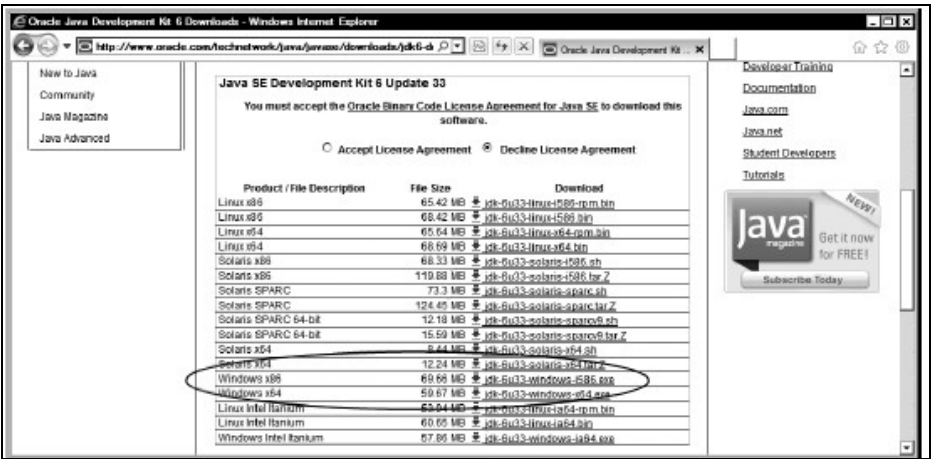 Oracle Java Development Kit 6 Downloads - Windows Internet Explorer
http://www.oracle.com/technetwork/java/javase/downloads/jdk6-d
Oracle Java Development Kit ...
New to Java
Community
Java Magazine
Java Advanced
Java SE Development Kit 6 Update 33
You must accept the Oracle Binary Code License Agreement for Java SE to download this
software.
Accept License Agreement Decline License Agreement
Product / File Description File Size Download
Linux x86 65.42 MB jdk-6u33-linux-i586-rpm.bin
Linux x86 68.42 MB jdk-6u33-linux-i586.bin
Linux x64 65.64 MB jdk-6u33-linux-x64-rpm.bin
Linux x64 68.69 MB jdk-6u33-linux-x64.bin
Solaris x86 68.33 MB jdk-6u33-solaris-i586.sh
Solaris x86 119.88 MB jdk-6u33-solaris-i586.tar.Z
Solaris SPARC 73.3 MB jdk-6u33-solaris-sparc.sh
Solaris SPARC 124.45 MB jdk-6u33-solaris-sparc.tar.Z
Solaris SPARC 64-bit 12.18 MB jdk-6u33-solaris-sparcv9.sh
Solaris SPARC 64-bit 15.59 MB jdk-6u33-solaris-sparcv9.tar.Z
Solaris x64 8.44 MB jdk-6u33-solaris-x64.sh
Solaris x64 12.24 MB jdk-6u33-solaris-x64.tar.Z
Windows x86 69.66 MB jdk-6u33-windows-i586.exe
Windows x64 59.67 MB jdk-6u33-windows-x64.exe
Linux Intel Itanium 53.94 MB jdk-6u33-linux-ia64-rpm.bin
Linux Intel Itanium 60.65 MB jdk-6u33-linux-ia64.bin
Windows Intel Itanium 57.86 MB jdk-6u33-windows-ia64.exe
Developer Training
Documentation
Java.com
Java.net
Student Developers
Tutorials
NEW!
Java
magazine
Get it now
for FREE!
Subscribe Today